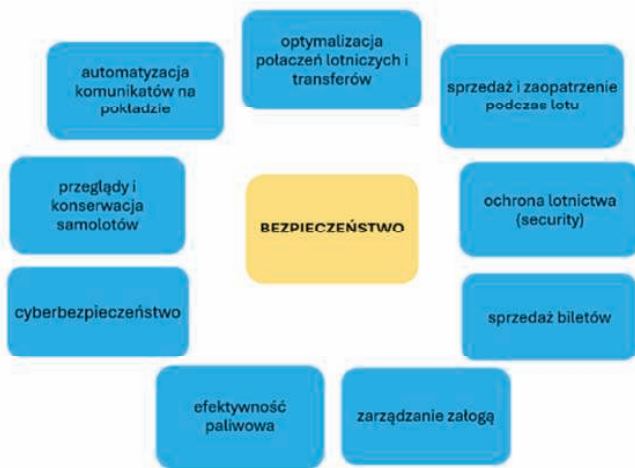 optymalizacja
połaczeń lotniczych i
transferów
automatyzacja
komunikatów na
pokładzie
sprzedaż i zaopatrzenie
podczas lotu
przeglądy i
konserwacja
samolotów
BEZPIECZEŃSTWO
ochrona lotnictwa
(security)
cyberbezpieczeństwo
sprzedaż biletów
efektywność
paliwowa
zarządzanie załogą